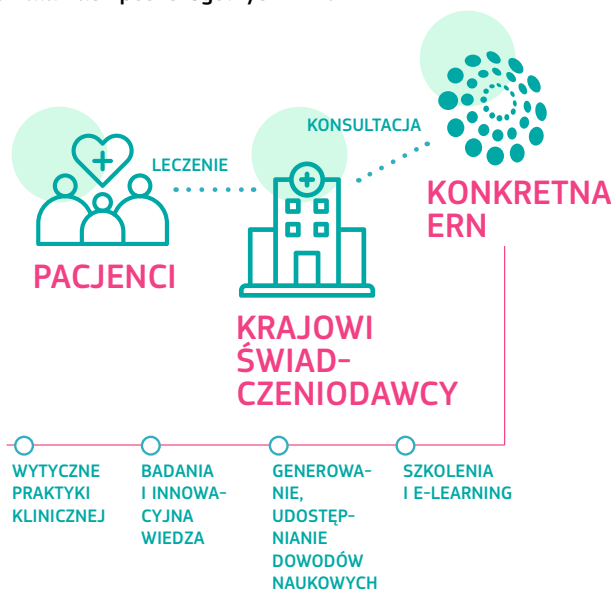 KONSULTACJA
LECZENIE
KONKRETNA
ERN
PACJENCI
KRAJOWI
ŚWIAD-
CZENIODAWCY
WYTYCZNE
PRAKTYKI
KLINICZNEJ
BADANIA
I INNOWA-
CYJNA
WIEDZA
GENEROWA-
NIE,
UDOSTĘP-
NIANIE
DOWODÓW
NAUKOWYCH
SZKOLENIA
I E-LEARNING